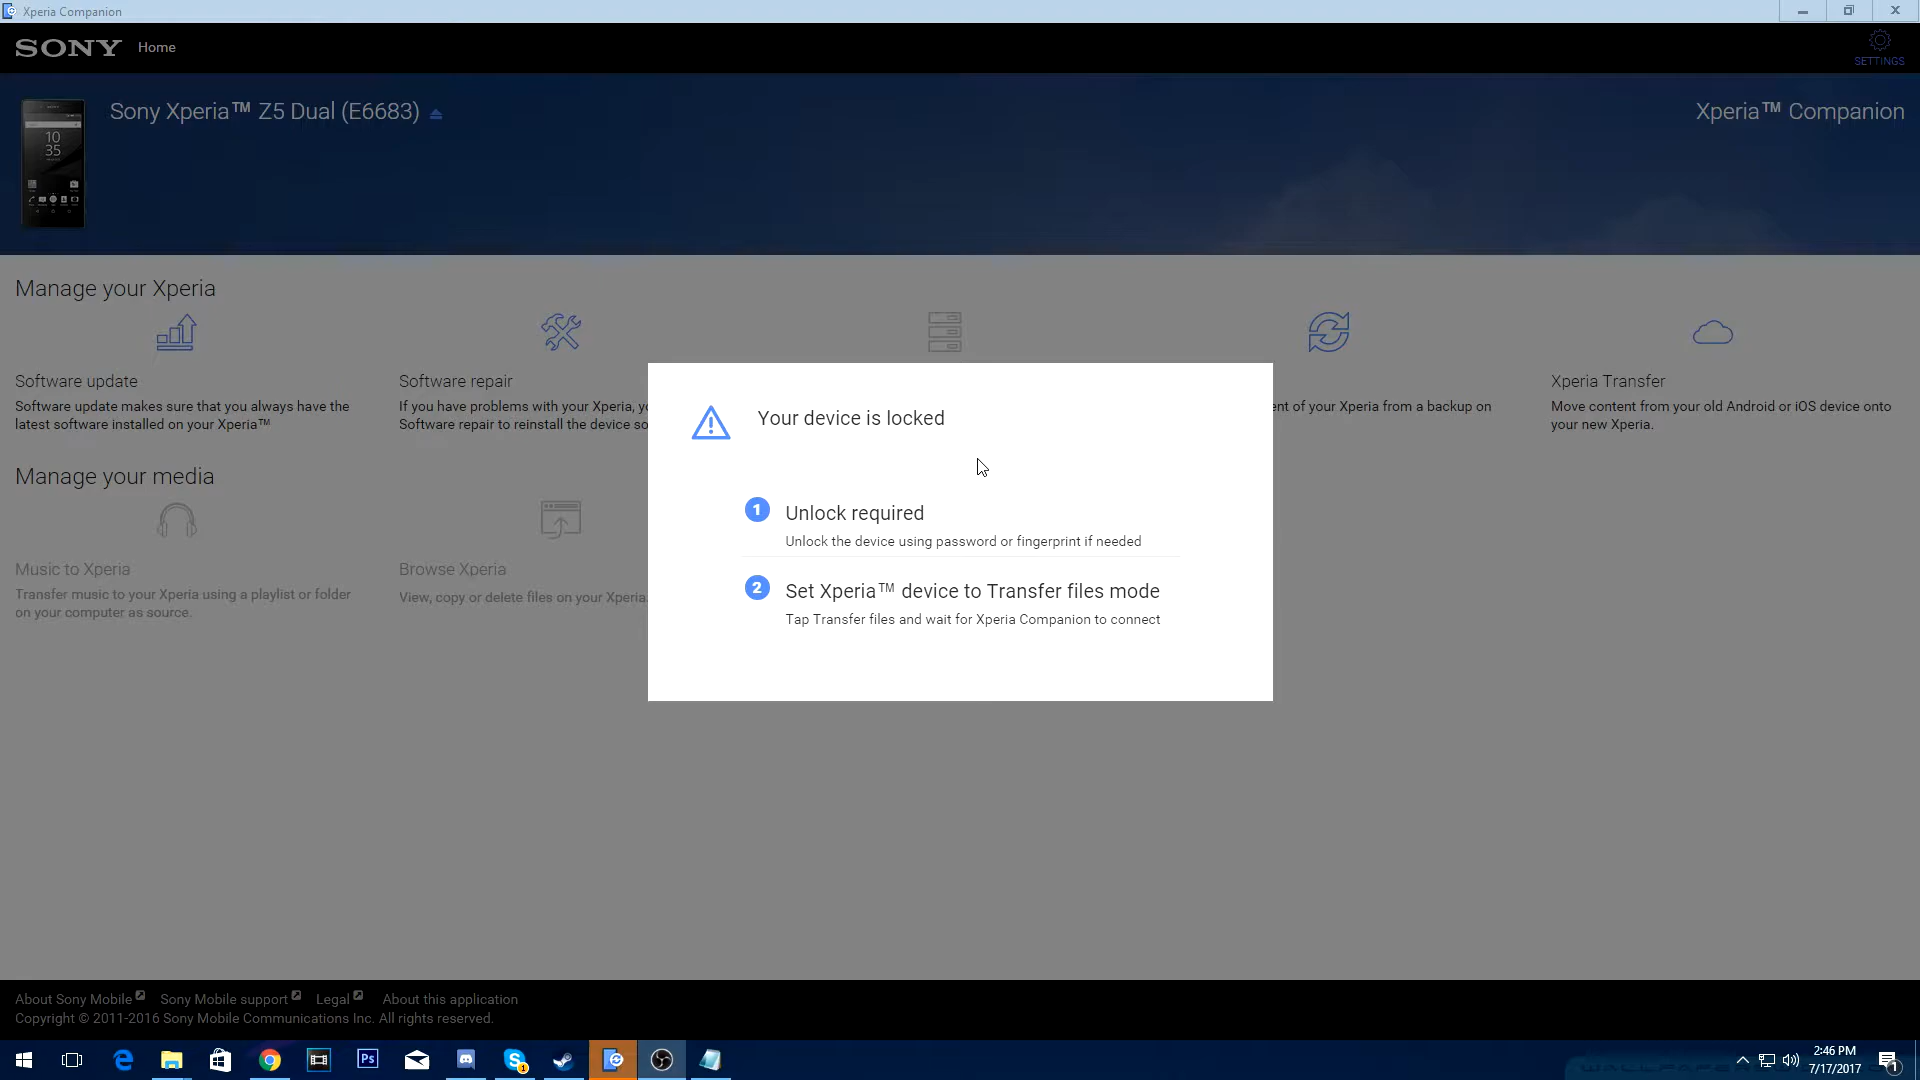 Xperia Companion
SONY Home
SETTINGS
Sony Xperia™ Z5 Dual (E6683)
Xperia™ Companion
SONY
10
35
Manage your Xperia
Software update
Software update makes sure that you always have the
latest software installed on your Xperia™
Software repair
If you have problems with your Xperia, yo
Software repair to reinstall the device so
ent of your Xperia from a backup on
Xperia Transfer
Move content from your old Android or iOS device onto
your new Xperia.
Your device is locked
1 Unlock required
Unlock the device using password or fingerprint if needed
2 Set Xperia™ device to Transfer files mode
Tap Transfer files and wait for Xperia Companion to connect
Manage your media
Music to Xperia
Transfer music to your Xperia using a playlist or folder
on your computer as source.
Browse Xperia
View, copy or delete files on your Xperia.
About Sony Mobile Sony Mobile support Legal About this application
Copyright © 2011-2016 Sony Mobile Communications Inc. All rights reserved.
Ps
1
2:46 PM
7/17/2017
1